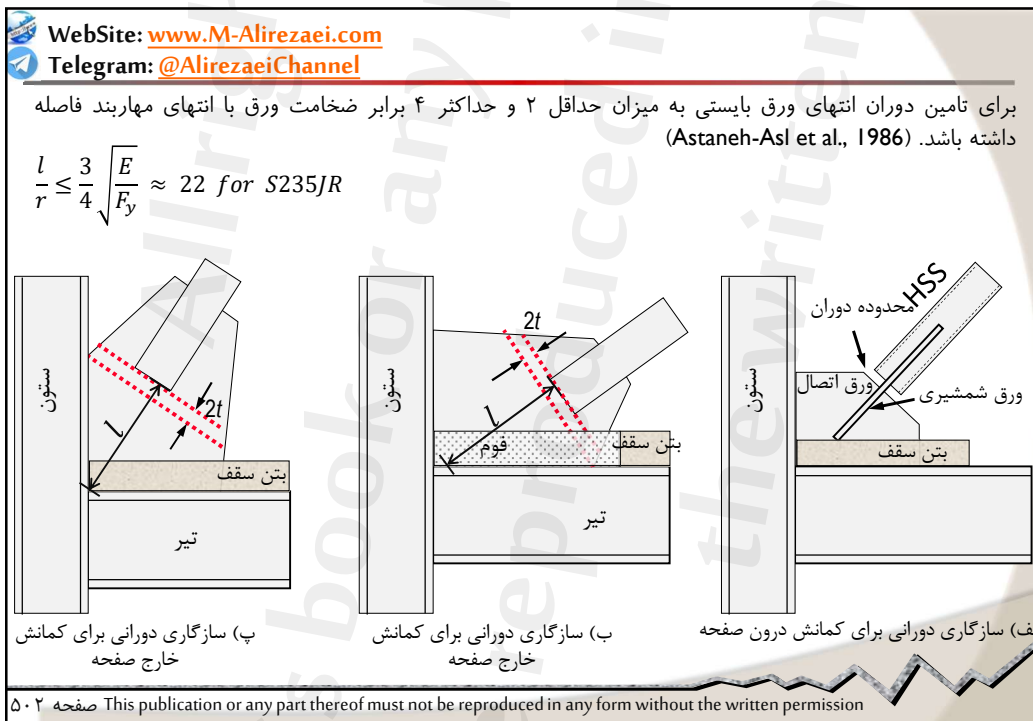 WebSite: www.M-Alirezaei.com
Telegram: @AlirezaeiChannel
برای تامین دوران انتهای ورق بایستی به میزان حداقل ۲ و حداکثر ۴ برابر ضخامت ورق با انتهای مهاربند فاصله
داشته باشد. (Astaneh-Asl et al., 1986)
l/r ≤ 3/4 √(E/F_y) ≈ 22 for S235JR
HSS
محدوده دوران
ستون
ورق اتصال
ورق شمشیری
بتن سقف
2t
ستون
l
فوم
بتن سقف
تیر
ستون
2t
l
بتن سقف
تیر
ف) سازگاری دورانی برای کمانش درون صفحه
ب) سازگاری دورانی برای کمانش
خارج صفحه
پ) سازگاری دورانی برای کمانش
خارج صفحه
صفحه ۵۰۲ This publication or any part thereof must not be reproduced in any form without the written permission